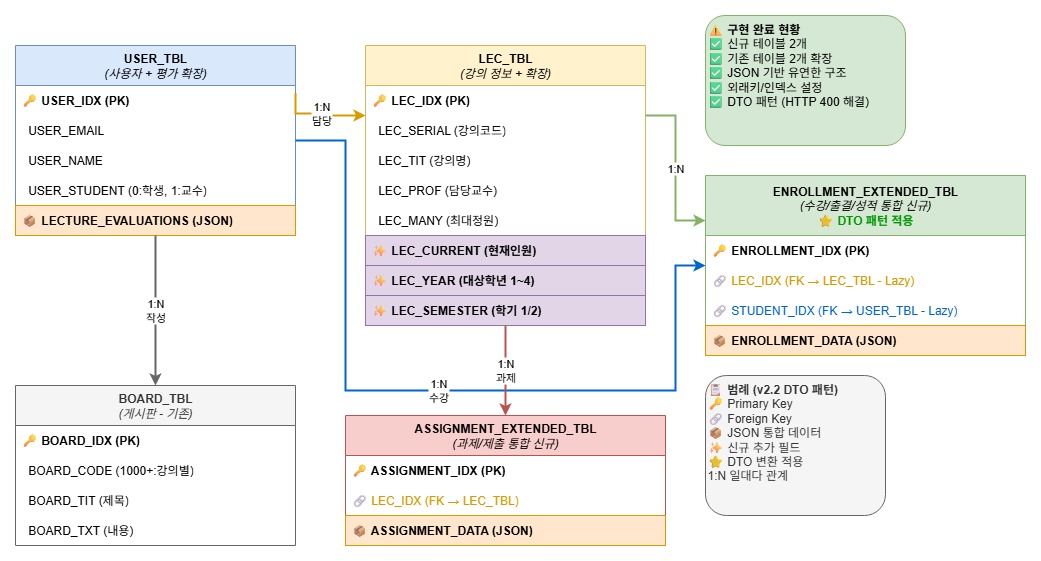 ⚠️ 구현 완료 현황
✅ 신규 테이블 2개
✅ 기존 테이블 2개 확장
✅ JSON 기반 유연한 구조
✅ 외래키/인덱스 설정
✅ DTO 패턴 (HTTP 400 해결)
USER_TBL
(사용자 + 평가 확장)
🔑 USER_IDX (PK)
USER_EMAIL
USER_NAME
USER_STUDENT (0:학생, 1:교수)
📦 LECTURE_EVALUATIONS (JSON)
1:N
담당
LEC_TBL
(강의 정보 + 확장)
🔑 LEC_IDX (PK)
LEC_SERIAL (강의코드)
LEC_TIT (강의명)
LEC_PROF (담당교수)
LEC_MANY (최대정원)
✨ LEC_CURRENT (현재인원)
✨ LEC_YEAR (대상학년 1~4)
✨ LEC_SEMESTER (학기 1/2)
1:N
ENROLLMENT_EXTENDED_TBL
(수강/출결/성적 통합 신규)
⭐ DTO 패턴 적용
🔑 ENROLLMENT_IDX (PK)
🔗 LEC_IDX (FK → LEC_TBL - Lazy)
🔗 STUDENT_IDX (FK → USER_TBL - Lazy)
📦 ENROLLMENT_DATA (JSON)
1:N
작성
1:N
과제
1:N
수강
BOARD_TBL
(게시판 - 기존)
🔑 BOARD_IDX (PK)
BOARD_CODE (1000+:강의별)
BOARD_TIT (제목)
BOARD_TXT (내용)
ASSIGNMENT_EXTENDED_TBL
(과제/제출 통합 신규)
🔑 ASSIGNMENT_IDX (PK)
🔗 LEC_IDX (FK → LEC_TBL)
📦 ASSIGNMENT_DATA (JSON)
📜 범례 (v2.2 DTO 패턴)
🔑 Primary Key
🔗 Foreign Key
📦 JSON 통합 데이터
✨ 신규 추가 필드
⭐ DTO 변환 적용
1:N 일대다 관계